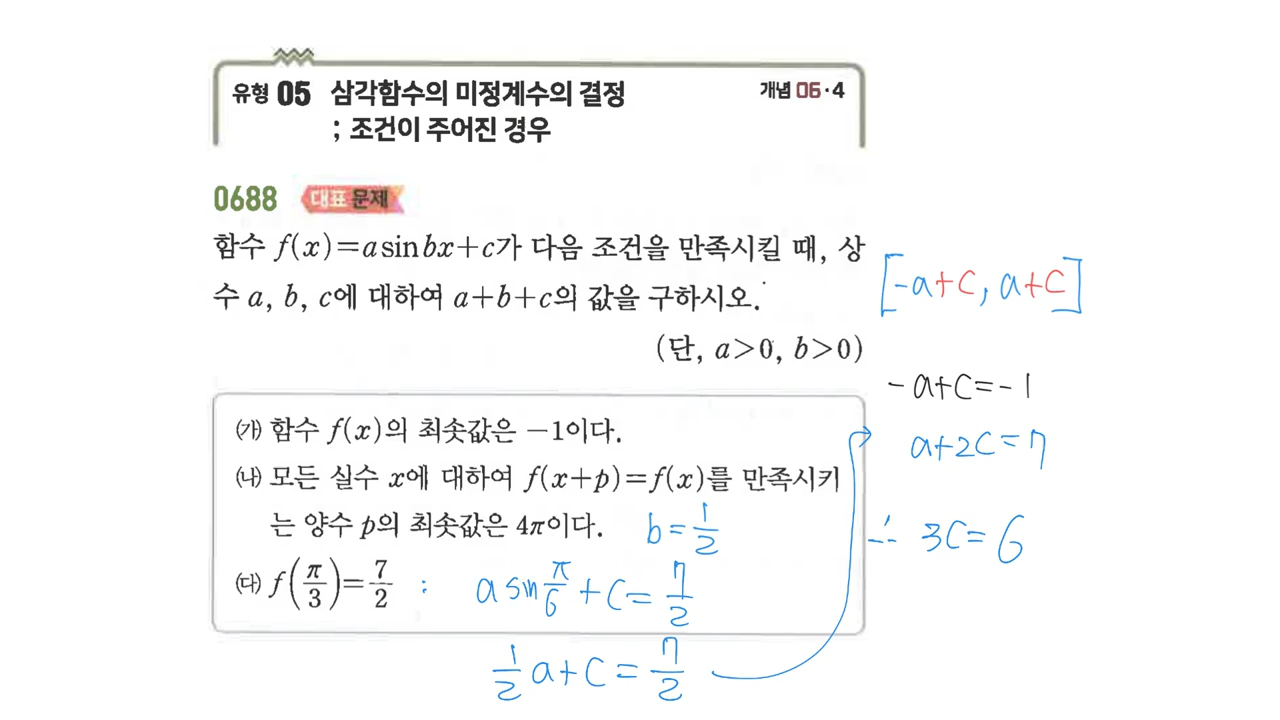 유형 05 삼각함수의 미정계수의 결정 개념 06·4
; 조건이 주어진 경우
0688 대표 문제
함수 f(x)=a sin bx+c가 다음 조건을 만족시킬 때, 상
수 a, b, c에 대하여 a+b+c의 값을 구하시오.
(단, a>0, b>0)
[-a+c, a+c]
-a+c=-1
a+2c=7
∴ 3c=6
㈎ 함수 f(x)의 최솟값은 -1이다.
㈏ 모든 실수 x에 대하여 f(x+p)=f(x)를 만족시키
는 양수 p의 최솟값은 4π이다. b=1/2
㈐ f(π/3)=7/2 : a sin π/6 +c=7/2
1/2 a+c=7/2